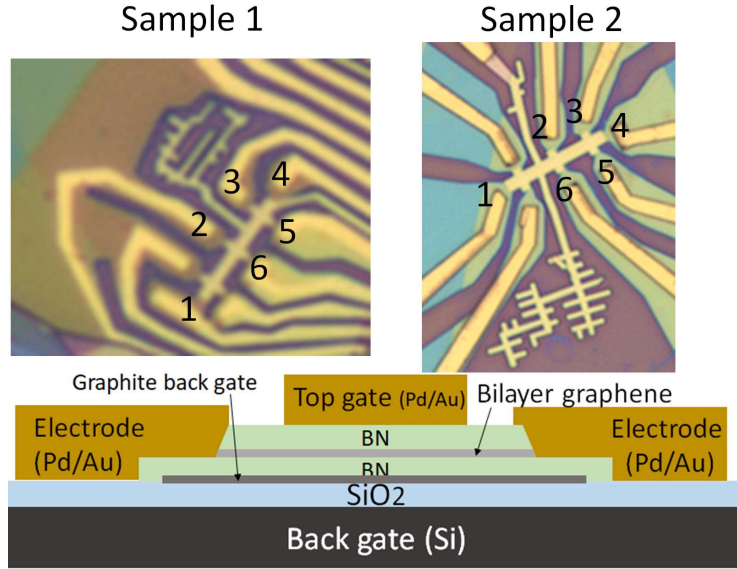 Sample 1
Sample 2
3
4
2
5
6
1
2
3
4
1
6
5
Graphite back gate
Top gate (Pd/Au)
Bilayer graphene
Electrode
(Pd/Au)
BN
Electrode
(Pd/Au)
BN
SiO2
Back gate (Si)